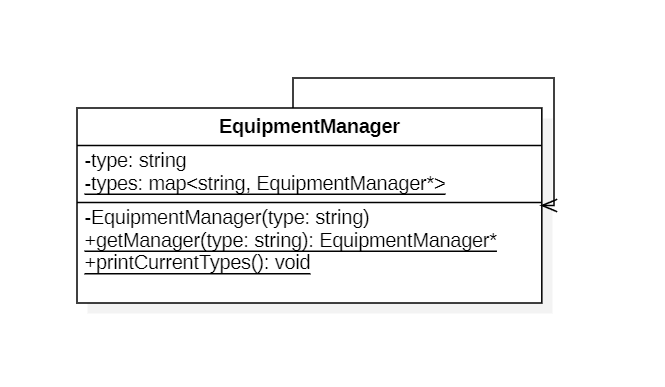 EquipmentManager
-type: string
-types: map<string, EquipmentManager*>
-EquipmentManager(type: string)
+getManager(type: string): EquipmentManager*
+printCurrentTypes(): void